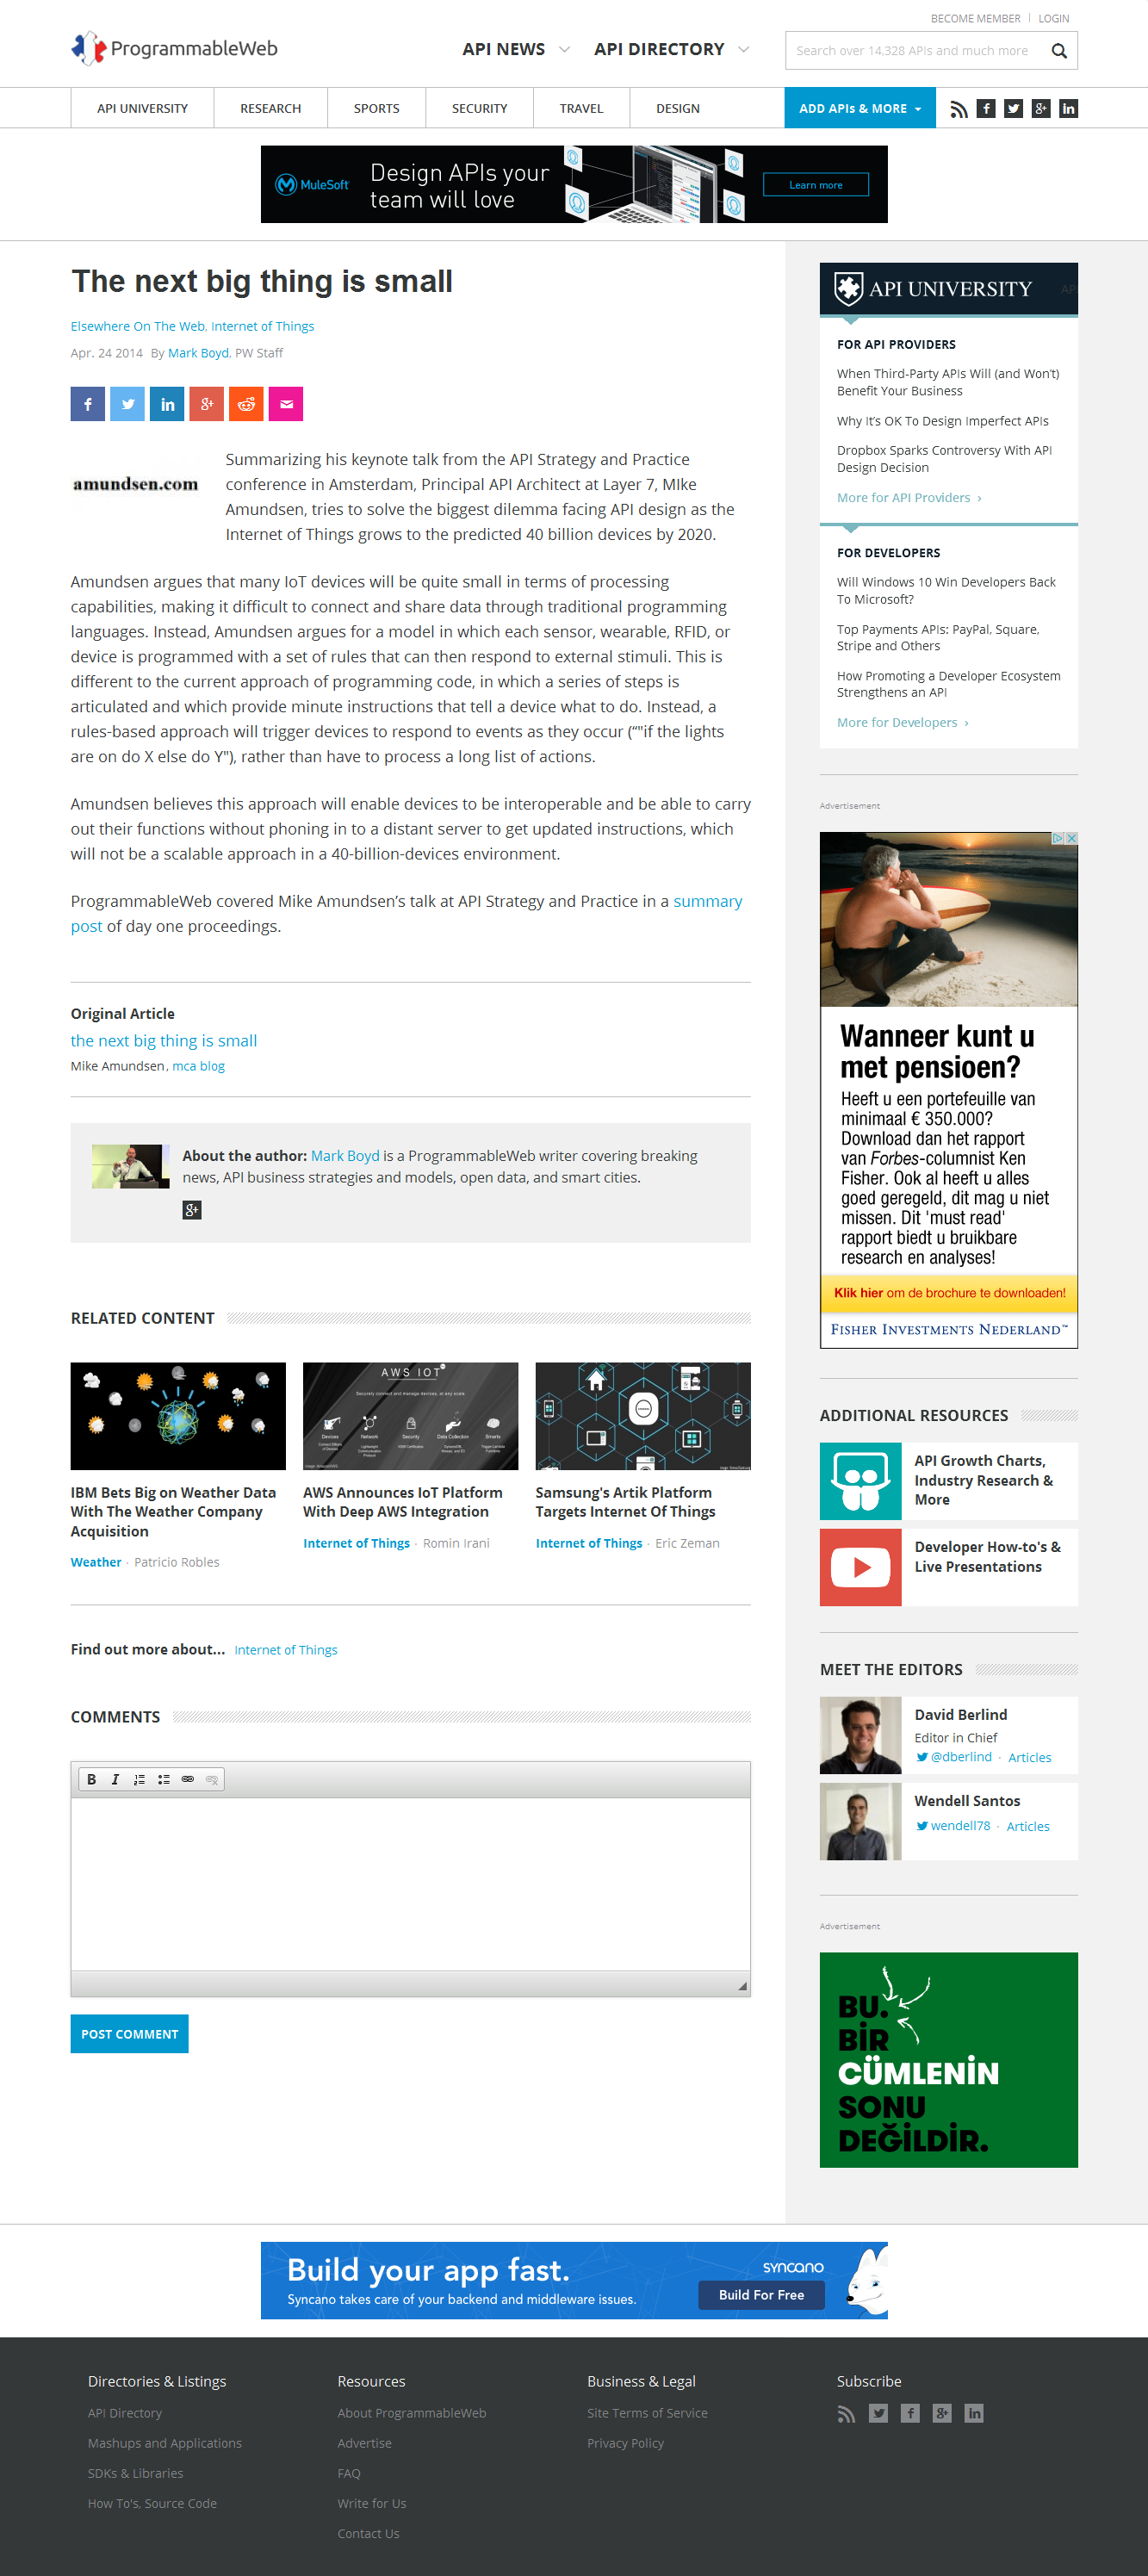 BECOME MEMBER | LOGIN
ProgrammableWeb
API NEWS
API DIRECTORY
Search over 14,328 APIs and much more
API UNIVERSITY
RESEARCH
SPORTS
SECURITY
TRAVEL
DESIGN
ADD APIs & MORE
MuleSoft
Design APIs your
team will love
Learn more
The next big thing is small
Elsewhere On The Web, Internet of Things
Apr. 24 2014 By Mark Boyd, PW Staff
amundsen.com
Summarizing his keynote talk from the API Strategy and Practice
conference in Amsterdam, Principal API Architect at Layer 7, MIke
Amundsen, tries to solve the biggest dilemma facing API design as the
Internet of Things grows to the predicted 40 billion devices by 2020.
Amundsen argues that many IoT devices will be quite small in terms of processing
capabilities, making it difficult to connect and share data through traditional programming
languages. Instead, Amundsen argues for a model in which each sensor, wearable, RFID, or
device is programmed with a set of rules that can then respond to external stimuli. This is
different to the current approach of programming code, in which a series of steps is
articulated and which provide minute instructions that tell a device what to do. Instead, a
rules-based approach will trigger devices to respond to events as they occur (“"if the lights
are on do X else do Y"), rather than have to process a long list of actions.
Amundsen believes this approach will enable devices to be interoperable and be able to carry
out their functions without phoning in to a distant server to get updated instructions, which
will not be a scalable approach in a 40-billion-devices environment.
ProgrammableWeb covered Mike Amundsen’s talk at API Strategy and Practice in a summary
post of day one proceedings.
Original Article
the next big thing is small
Mike Amundsen, mca blog
About the author: Mark Boyd is a ProgrammableWeb writer covering breaking
news, API business strategies and models, open data, and smart cities.
RELATED CONTENT
AWS IOT
Securely connect and manage devices, at any scale
Devices
Network
Security
Data Collection
Smarts
IBM Bets Big on Weather Data
With The Weather Company
Acquisition
Weather · Patricio Robles
AWS Announces IoT Platform
With Deep AWS Integration
Internet of Things · Romin Irani
Samsung's Artik Platform
Targets Internet Of Things
Internet of Things · Eric Zeman
Find out more about... Internet of Things
COMMENTS
B I
POST COMMENT
API UNIVERSITY
AP
FOR API PROVIDERS
When Third-Party APIs Will (and Won’t)
Benefit Your Business
Why It’s OK To Design Imperfect APIs
Dropbox Sparks Controversy With API
Design Decision
More for API Providers ›
FOR DEVELOPERS
Will Windows 10 Win Developers Back
To Microsoft?
Top Payments APIs: PayPal, Square,
Stripe and Others
How Promoting a Developer Ecosystem
Strengthens an API
More for Developers ›
Advertisement
Wanneer kunt u
met pensioen?
Heeft u een portefeuille van
minimaal € 350.000?
Download dan het rapport
van Forbes-columnist Ken
Fisher. Ook al heeft u alles
goed geregeld, dit mag u niet
missen. Dit 'must read'
rapport biedt u bruikbare
research en analyses!
Klik hier om de brochure te downloaden!
FISHER INVESTMENTS NEDERLAND™
ADDITIONAL RESOURCES
API Growth Charts,
Industry Research &
More
Developer How-to's &
Live Presentations
MEET THE EDITORS
David Berlind
Editor in Chief
@dberlind · Articles
Wendell Santos
wendell78 · Articles
Advertisement
BU.
BİR
CÜMLENİN
SONU
DEĞİLDİR.
Build your app fast.
Syncano takes care of your backend and middleware issues.
syncano
Build For Free
Directories & Listings
API Directory
Mashups and Applications
SDKs & Libraries
How To's, Source Code
Resources
About ProgrammableWeb
Advertise
FAQ
Write for Us
Contact Us
Business & Legal
Site Terms of Service
Privacy Policy
Subscribe